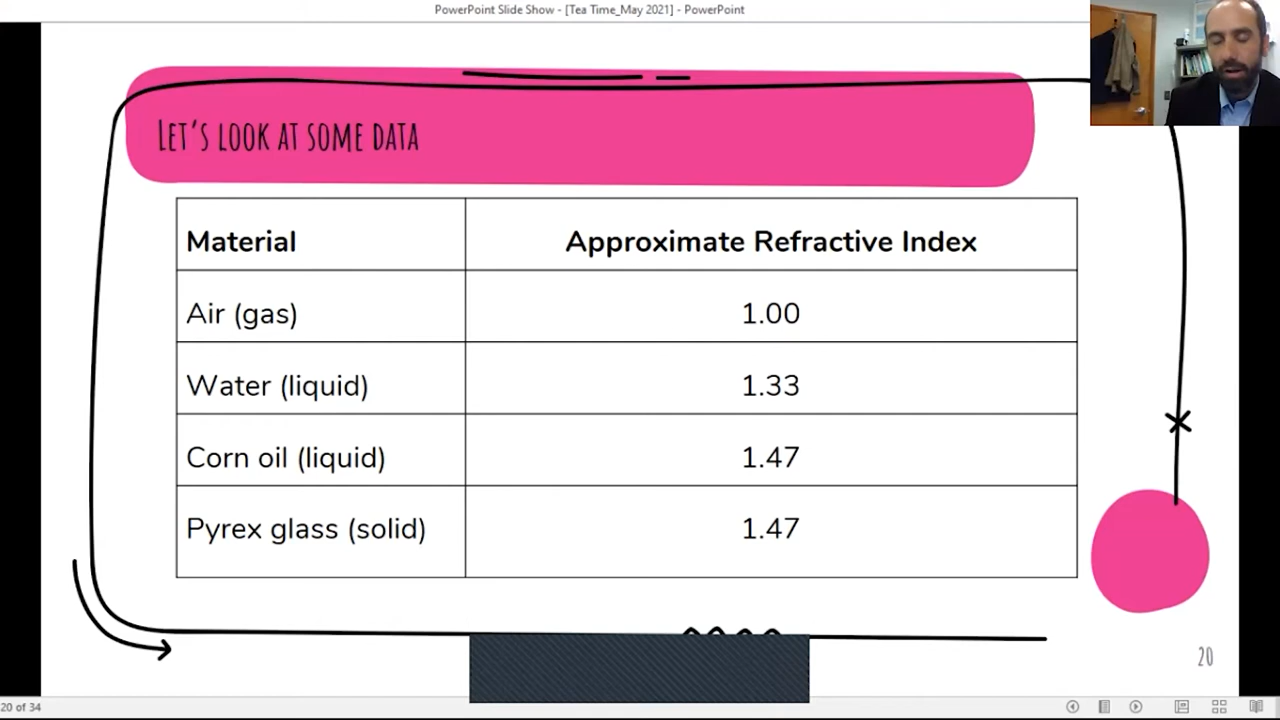 PowerPoint Slide Show - [Tea Time_May 2021] - PowerPoint
LET'S LOOK AT SOME DATA
Material Approximate Refractive Index
Air (gas) 1.00
Water (liquid) 1.33
Corn oil (liquid) 1.47
Pyrex glass (solid) 1.47
20
20 of 34